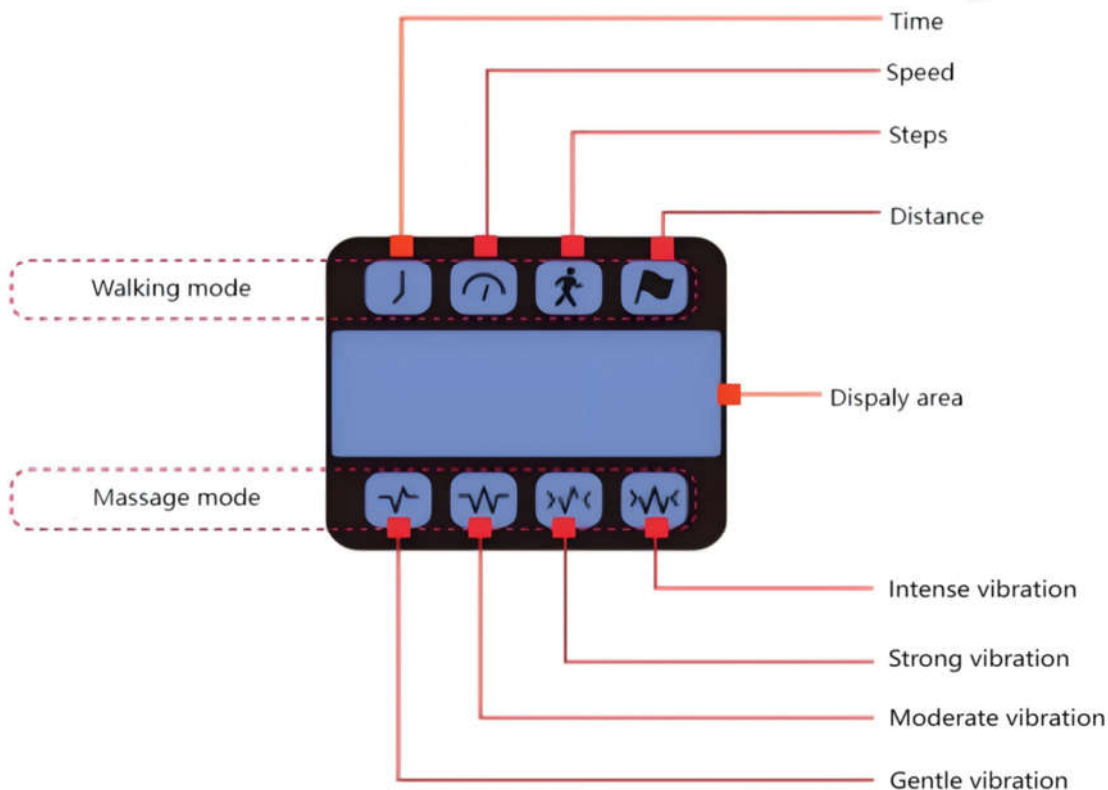 Time
Speed
Steps
Distance
Walking mode
Dispaly area
Massage mode
Intense vibration
Strong vibration
Moderate vibration
Gentle vibration